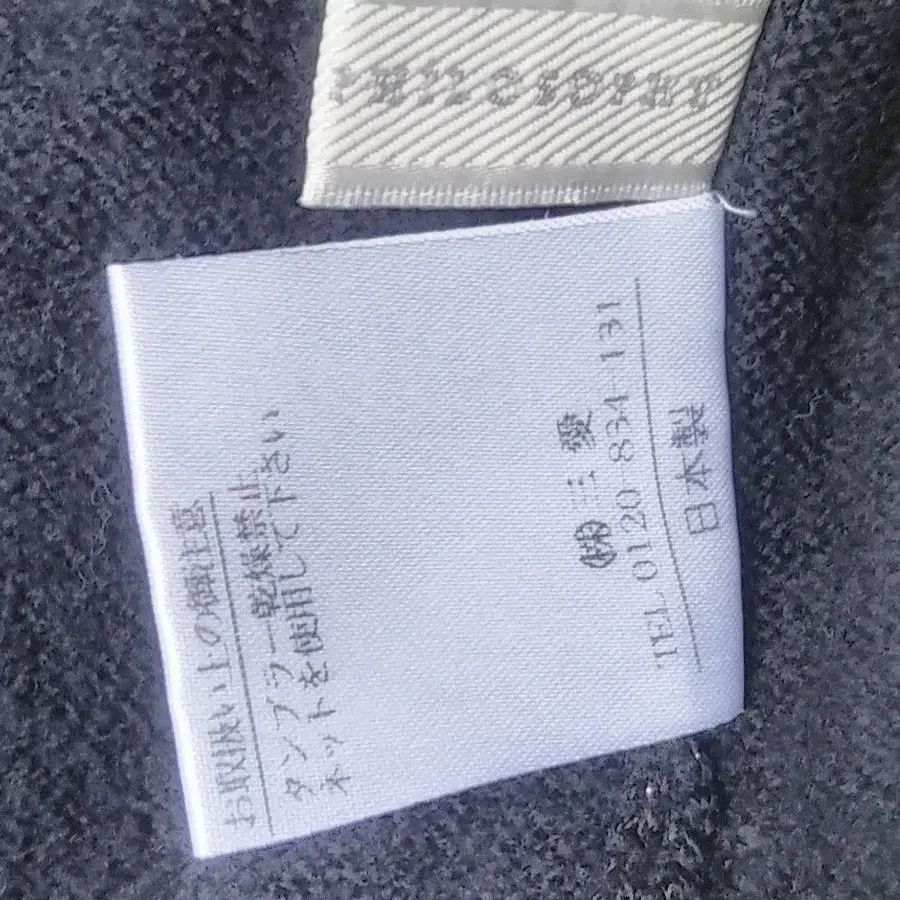 お取扱い上の御注意
タンブラー乾燥禁止
ネットを使用して下さい
㈱三愛
TEL 0120-834-131
日本製